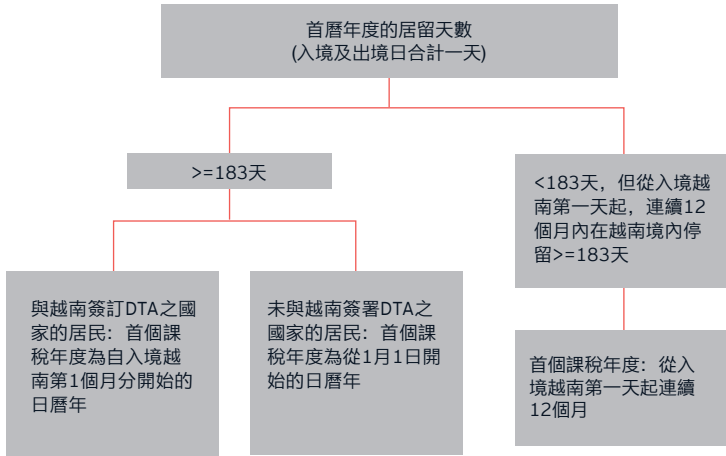 首曆年度的居留天數
(入境及出境日合計一天)
>=183天
<183天，但從入境越
南第一天起，連續12
個月內在越南境內停
留>=183天
與越南簽訂DTA之國
家的居民：首個課
稅年度為自入境越
南第1個月分開始的
日曆年
未與越南簽署DTA之
國家的居民：首個課
稅年度為從1月1日開
始的日曆年
首個課稅年度：從入
境越南第一天起連續
12個月